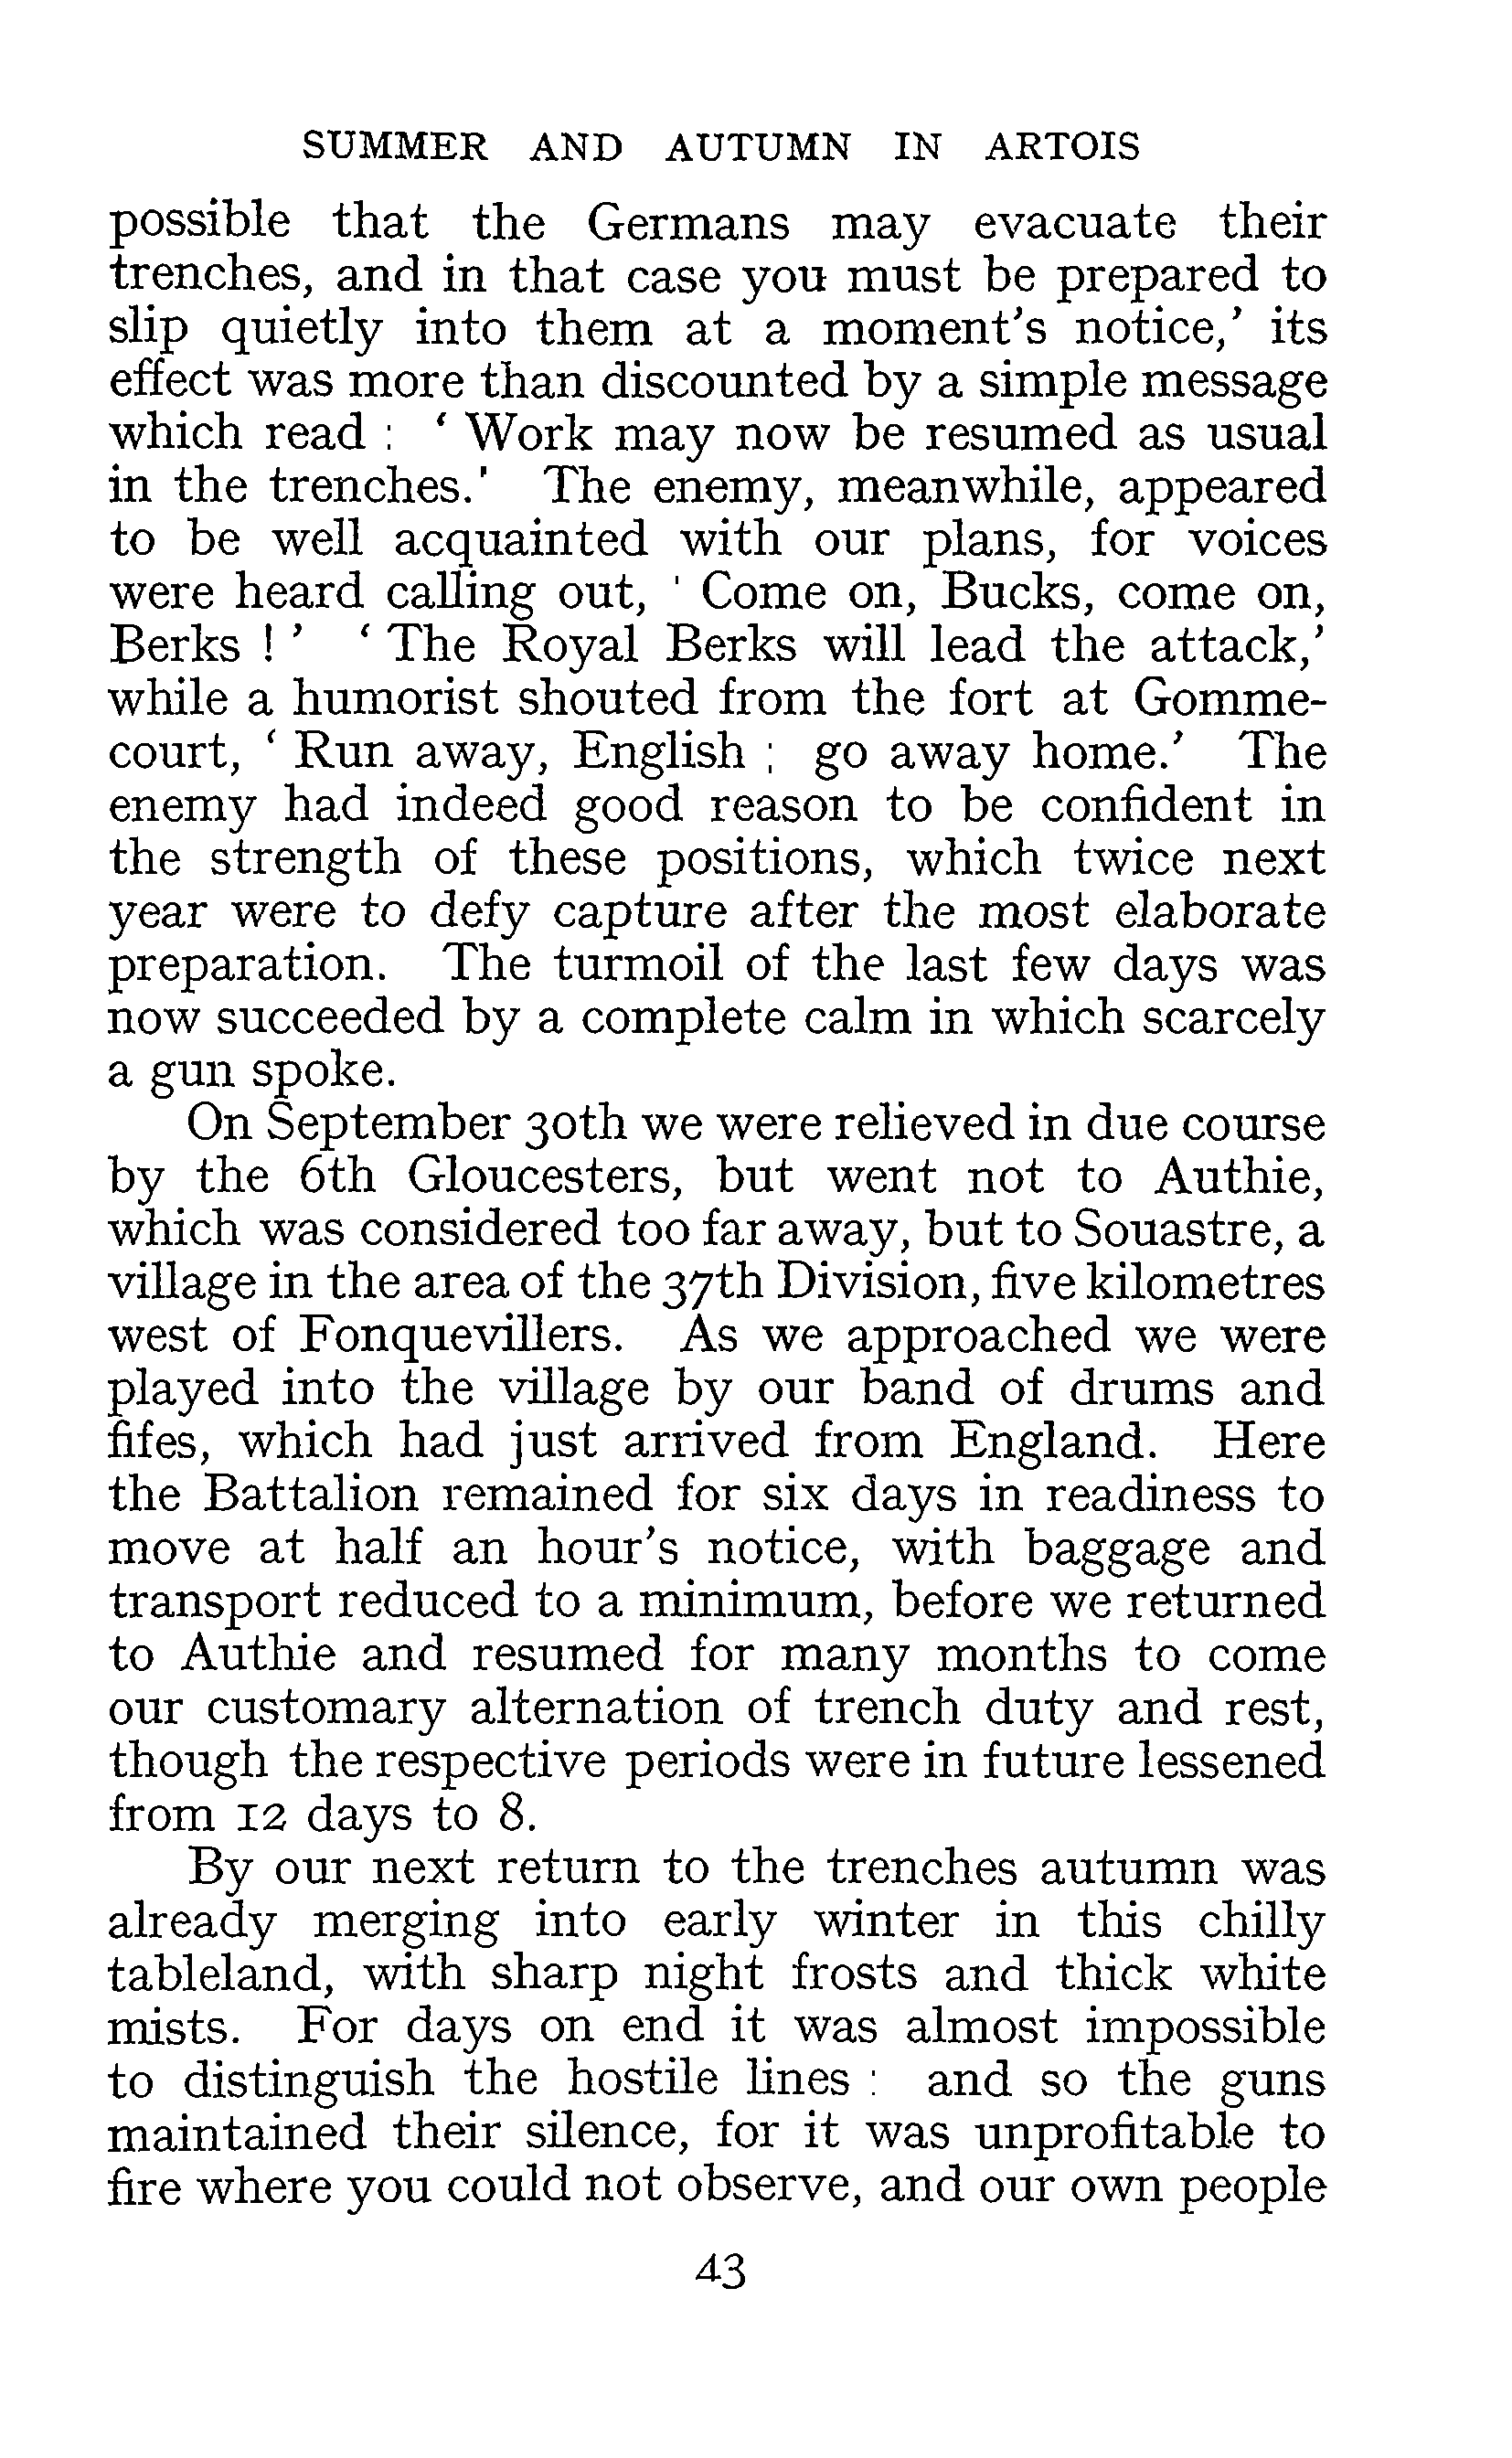 SUMMER AND AUTUMN IN ARTOIS
possible that the Germans may evacuate their
trenches, and in that case you must be prepared to
slip quietly into them at a moment's notice,' its
effect was more than discounted by a simple message
which read : ‘ Work may now be resumed as usual
in the trenches.' The enemy, meanwhile, appeared
to be well acquainted with our plans, for voices
were heard calling out, ' Come on, Bucks, come on,
Berks ! ’ ‘ The Royal Berks will lead the attack,’
while a humorist shouted from the fort at Gomme-
court, ‘ Run away, English ; go away home.’ The
enemy had indeed good reason to be confident in
the strength of these positions, which twice next
year were to defy capture after the most elaborate
preparation. The turmoil of the last few days was
now succeeded by a complete calm in which scarcely
a gun spoke.
On September 30th we were relieved in due course
by the 6th Gloucesters, but went not to Authie,
which was considered too far away, but to Souastre, a
village in the area of the 37th Division, five kilometres
west of Fonquevillers. As we approached we were
played into the village by our band of drums and
fifes, which had just arrived from England. Here
the Battalion remained for six days in readiness to
move at half an hour's notice, with baggage and
transport reduced to a minimum, before we returned
to Authie and resumed for many months to come
our customary alternation of trench duty and rest,
though the respective periods were in future lessened
from 12 days to 8.
By our next return to the trenches autumn was
already merging into early winter in this chilly
tableland, with sharp night frosts and thick white
mists. For days on end it was almost impossible
to distinguish the hostile lines : and so the guns
maintained their silence, for it was unprofitable to
fire where you could not observe, and our own people
43